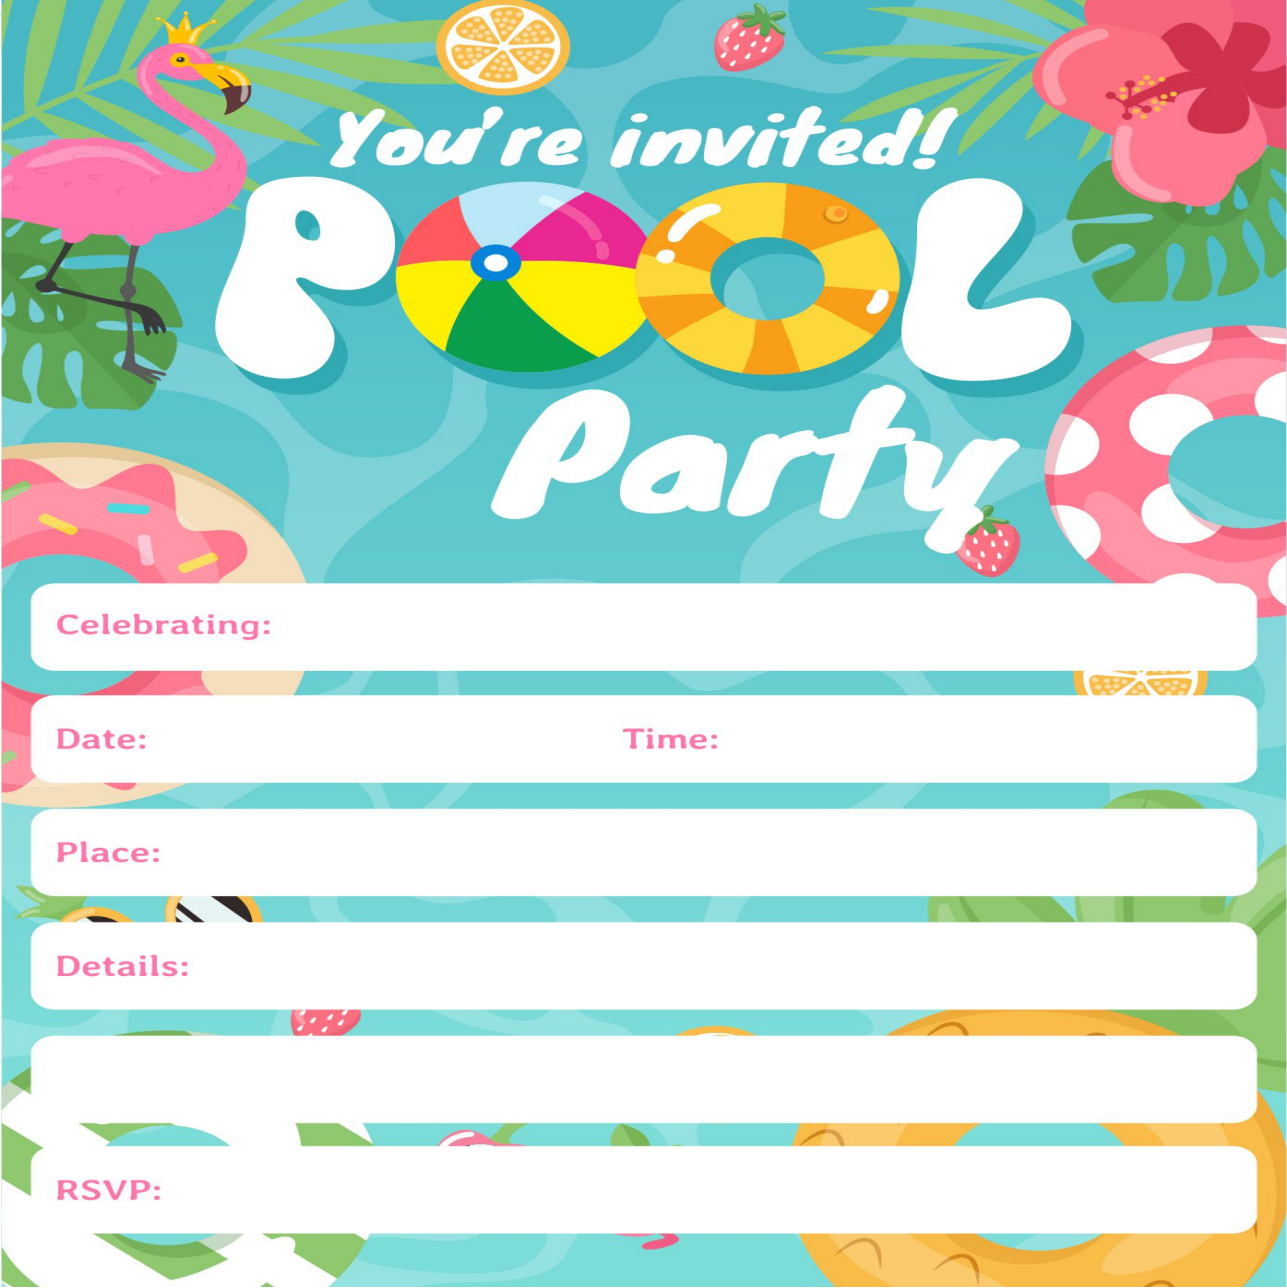 You're invited!
POOL
Party
Celebrating:
Date: Time:
Place:
Details:
RSVP: